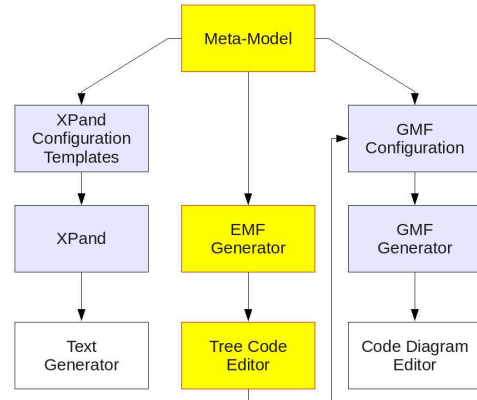 Meta-Model
XPand
Configuration
Templates
GMF
Configuration
XPand
EMF
Generator
GMF
Generator
Text
Generator
Tree Code
Editor
Code Diagram
Editor